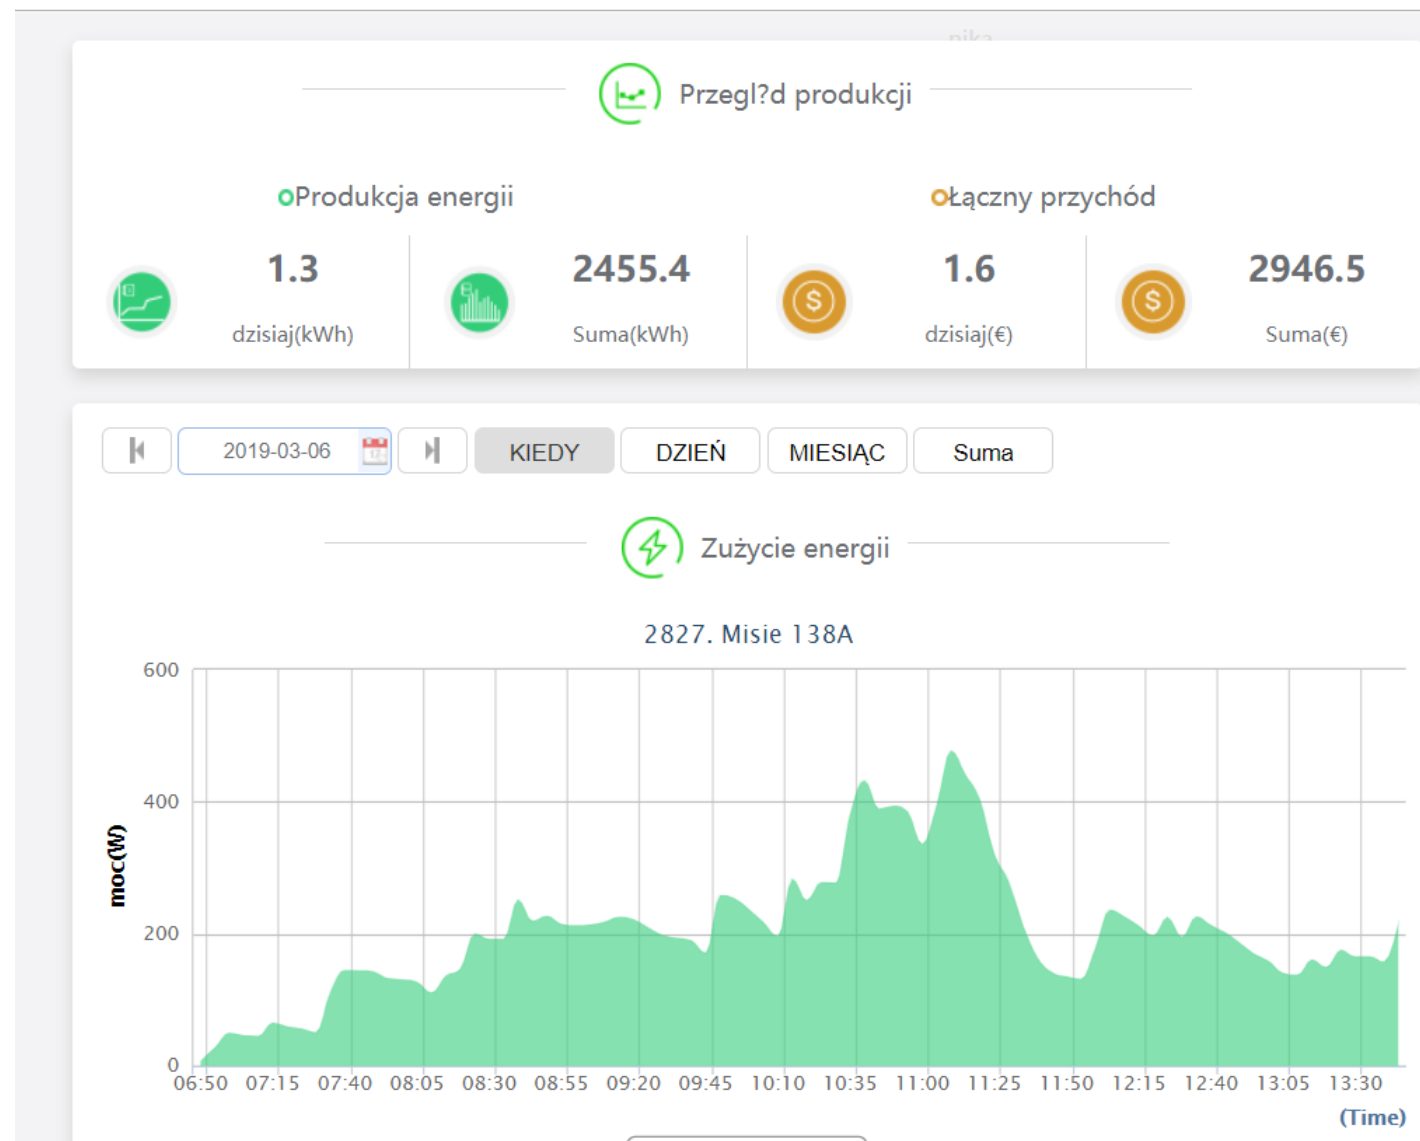 nika
Przegl?d produkcji
Produkcja energii
Łączny przychód
1.3
2455.4
1.6
2946.5
dzisiaj(kWh)
Suma(kWh)
dzisiaj(€)
Suma(€)
2019-03-06
KIEDY
DZIEŃ
MIESIĄC
Suma
Zużycie energii
2827. Misie 138A
600
400
200
0
moc(W)
06:50 07:15 07:40 08:05 08:30 08:55 09:20 09:45 10:10 10:35 11:00 11:25 11:50 12:15 12:40 13:05 13:30
(Time)